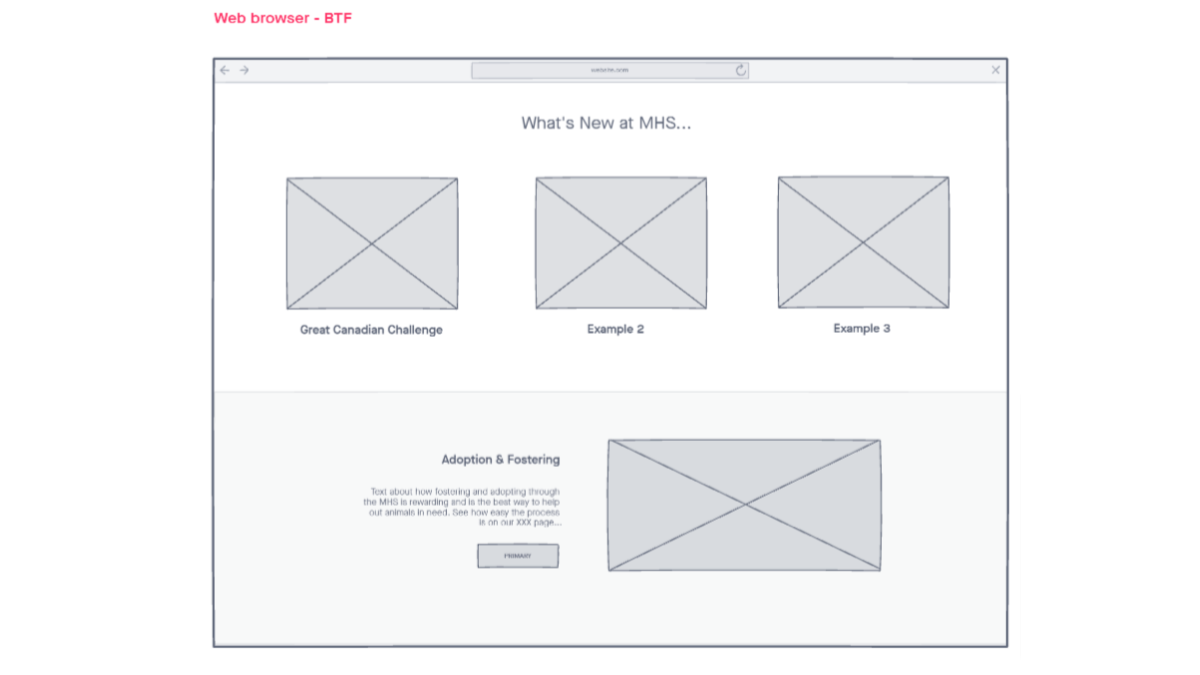 Web browser - BTF
website.com
What's New at MHS...
Great Canadian Challenge
Example 2
Example 3
Adoption & Fostering
Text about how fostering and adopting through
the MHS is rewarding and is the best way to help
out animals in need. See how easy the process
is on our XXX page...
PRIMARY